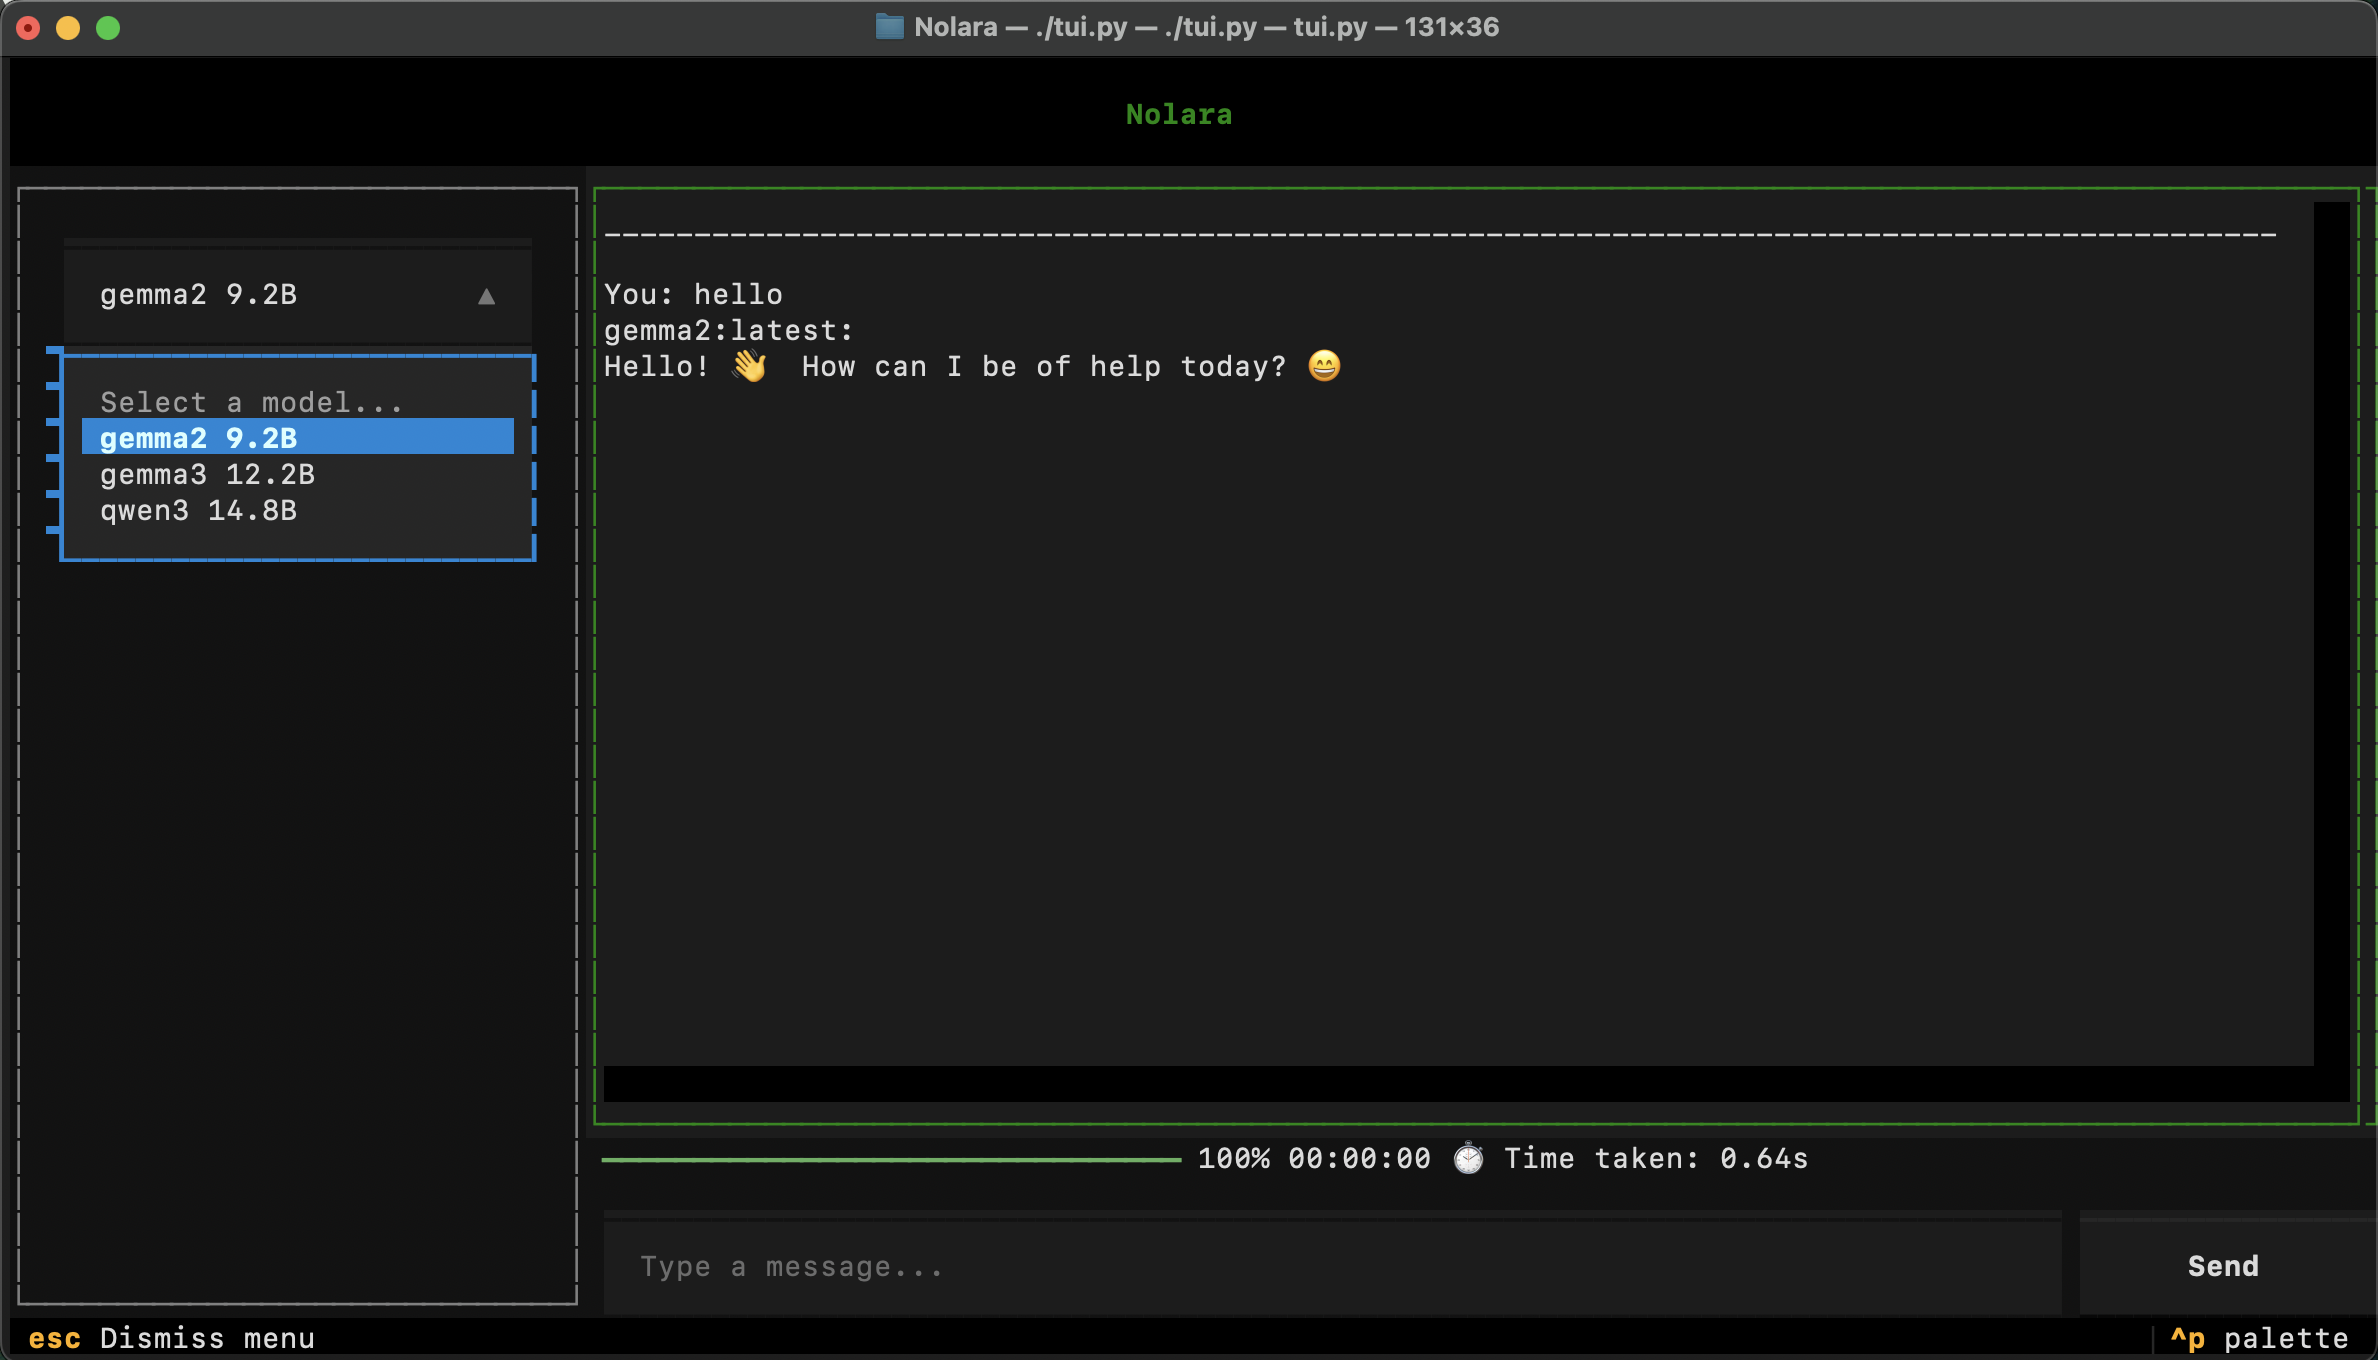 Nolara — ./tui.py — ./tui.py — tui.py — 131×36
Nolara
gemma2 9.2B ▲
Select a model...
gemma2 9.2B
gemma3 12.2B
qwen3 14.8B
You: hello
gemma2:latest:
Hello! 👋 How can I be of help today? 😄
100% 00:00:00 ⏱ Time taken: 0.64s
Type a message...
Send
esc Dismiss menu
^p palette